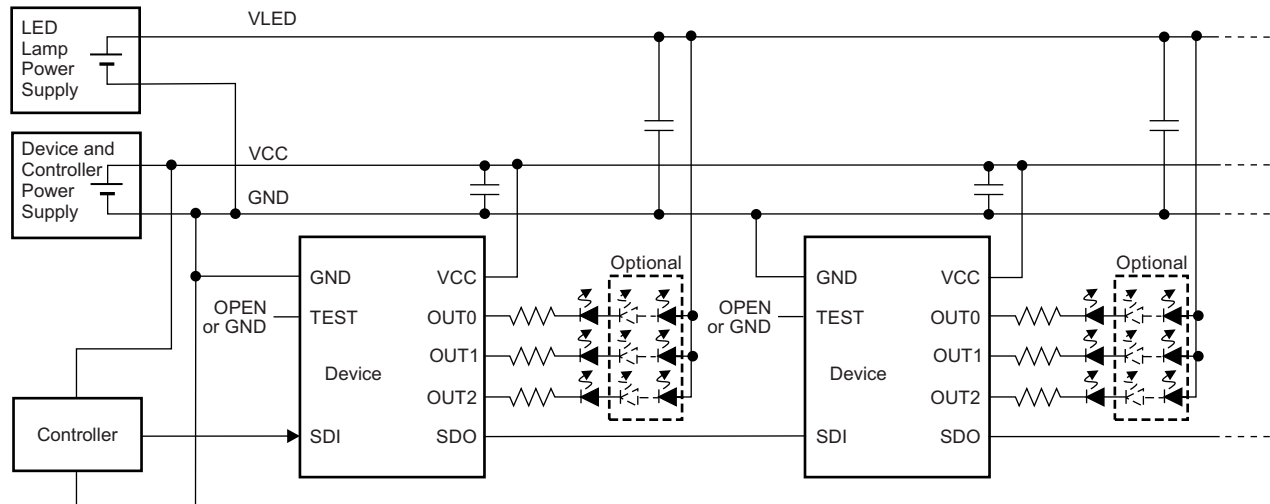 LED
Lamp
Power
Supply
VLED
Device and
Controller
Power
Supply
VCC
GND
GND
VCC
Optional
OPEN
or GND
TEST
OUT0
OUT1
Device
OUT2
SDI
SDO
GND
VCC
Optional
OPEN
or GND
TEST
OUT0
OUT1
Device
OUT2
SDI
SDO
Controller